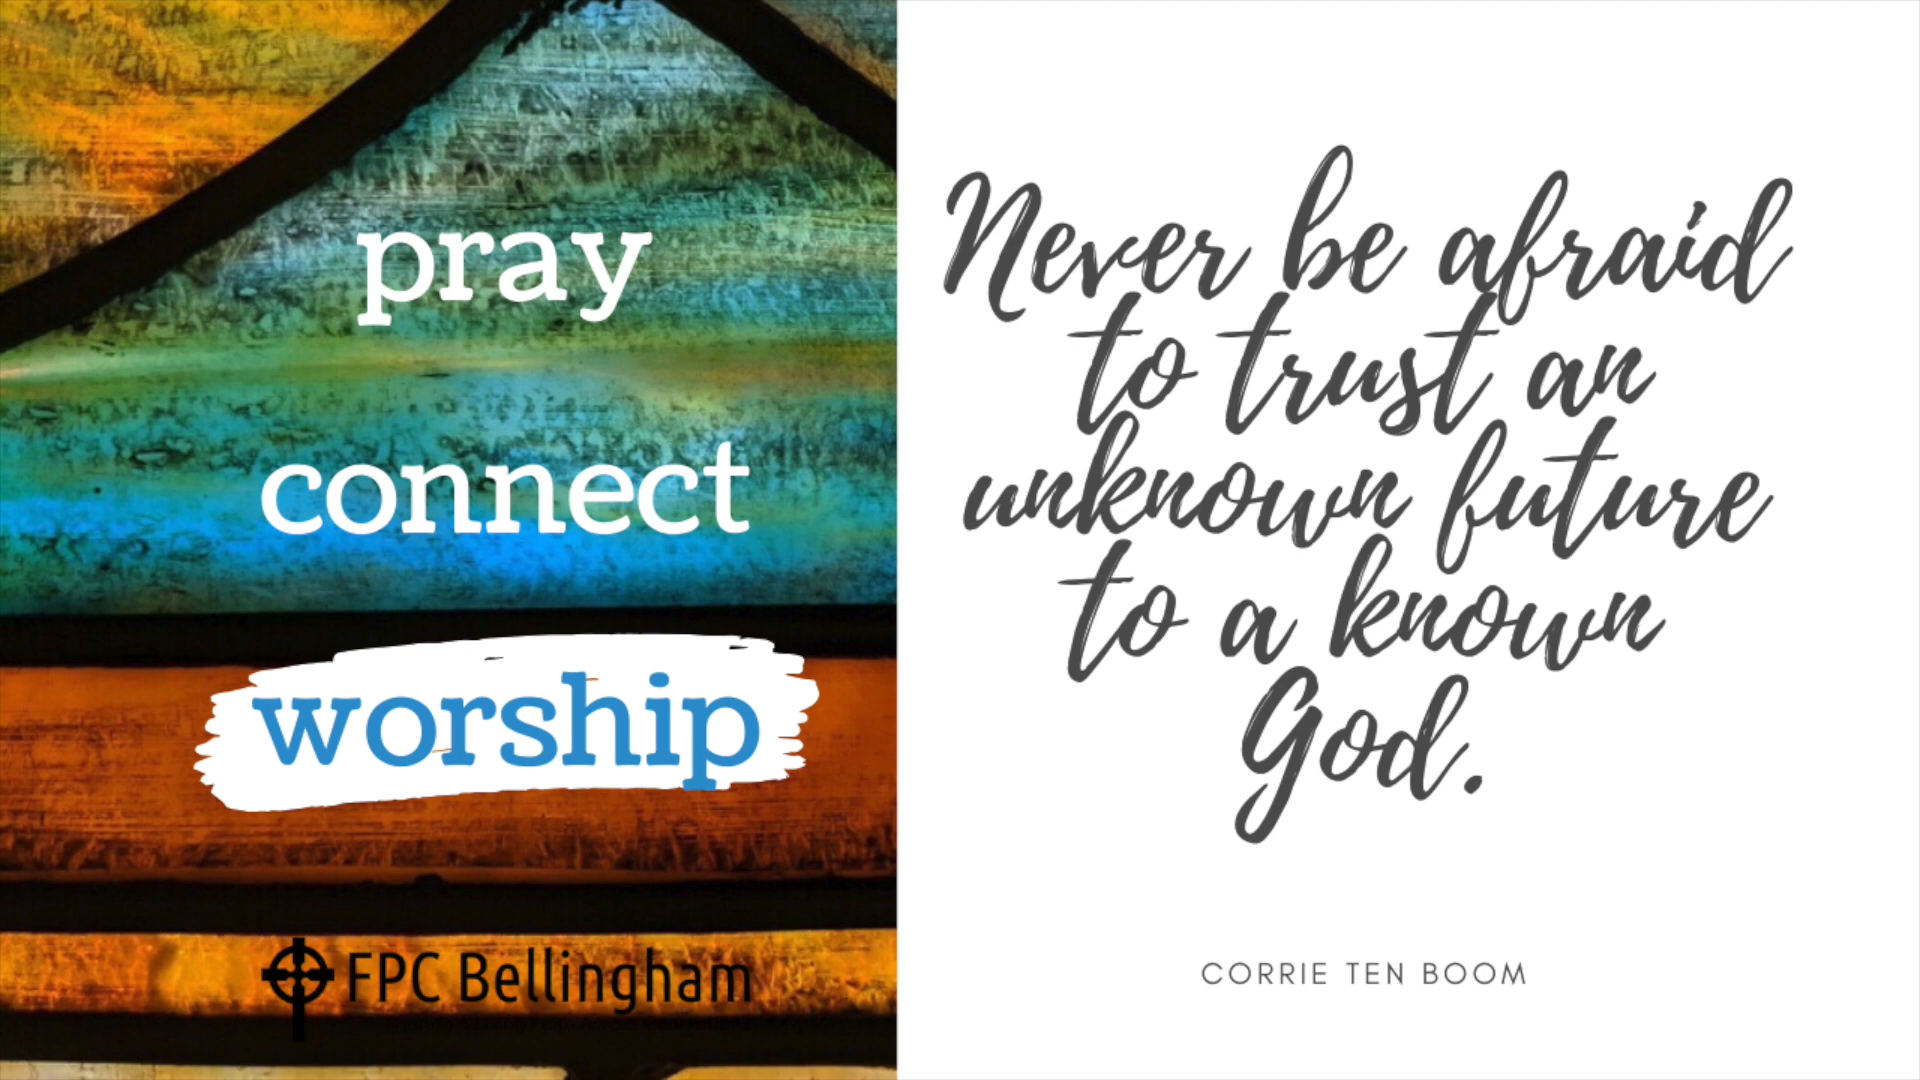 pray
connect
worship
FPC Bellingham
Never be afraid
to trust an
unknown future
to a known
God.
CORRIE TEN BOOM